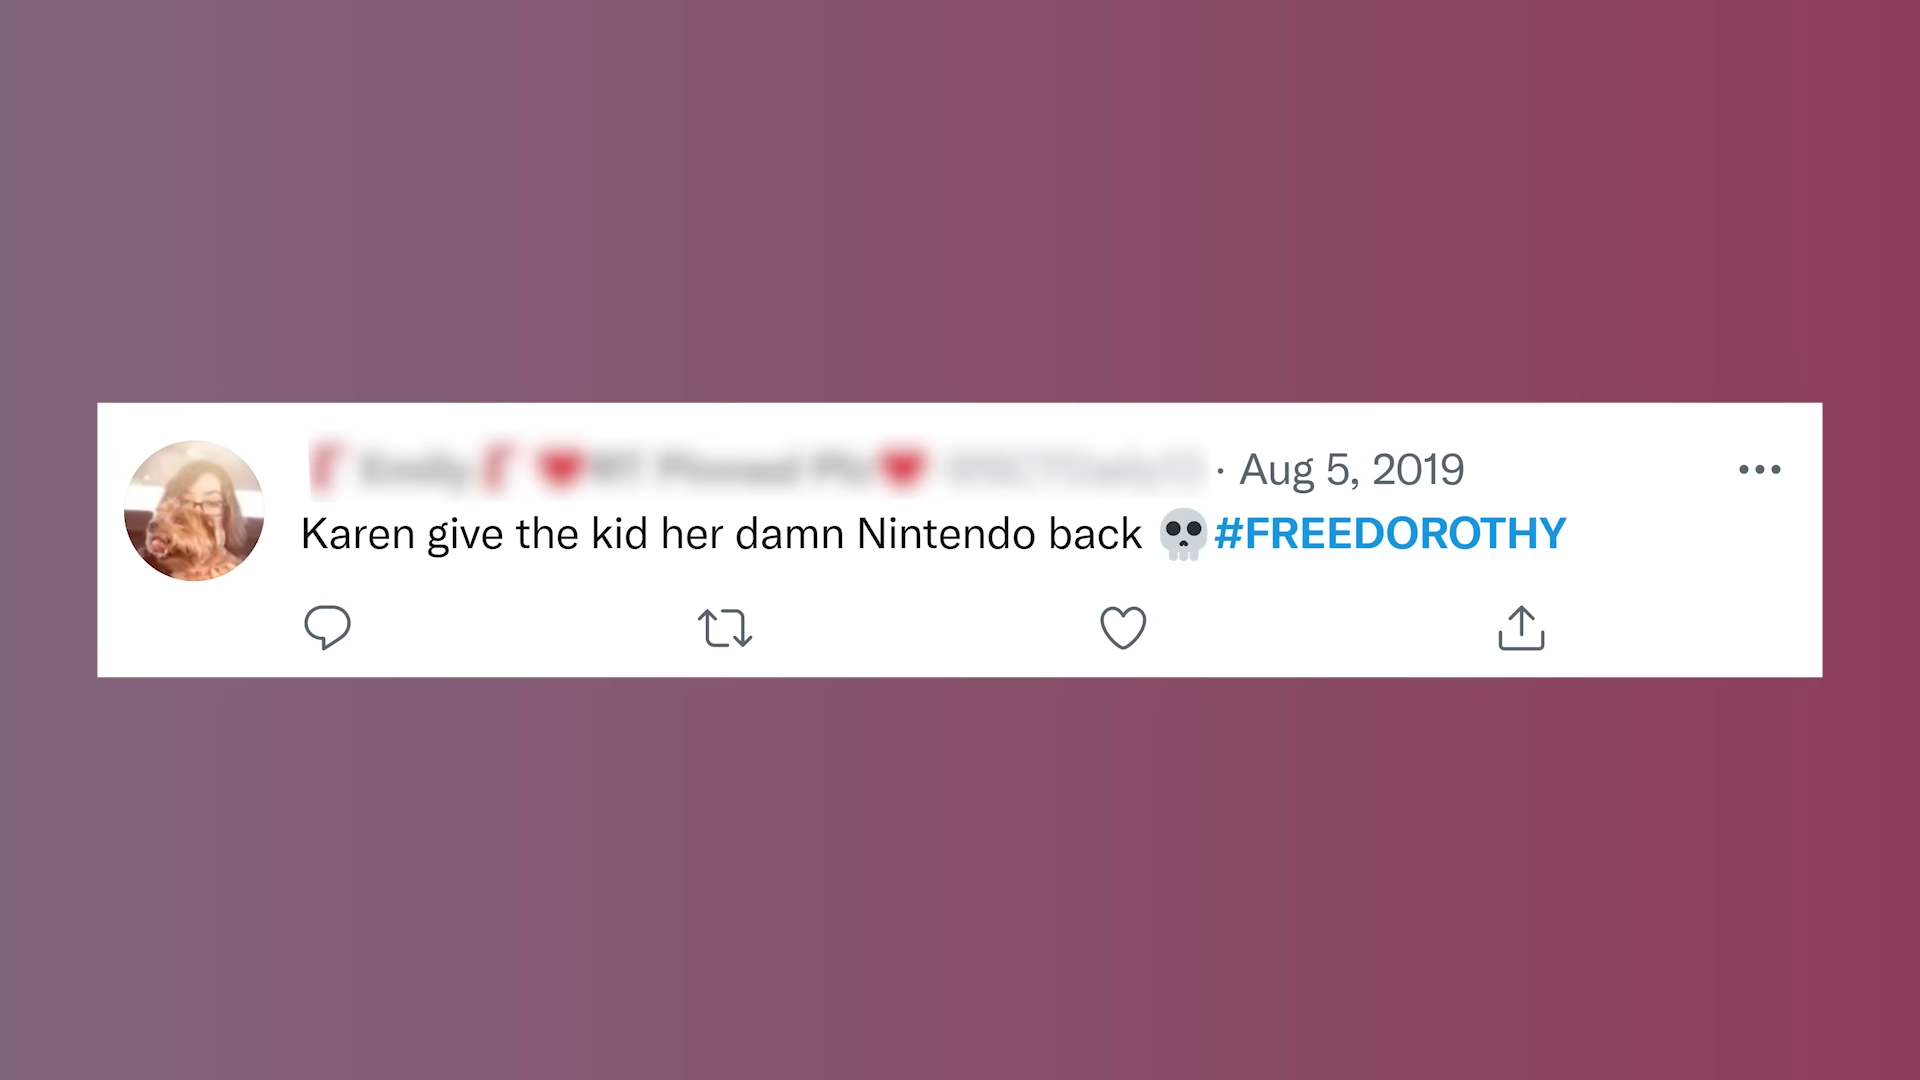 · Aug 5, 2019
Karen give the kid her damn Nintendo back 💀#FREEDOROTHY